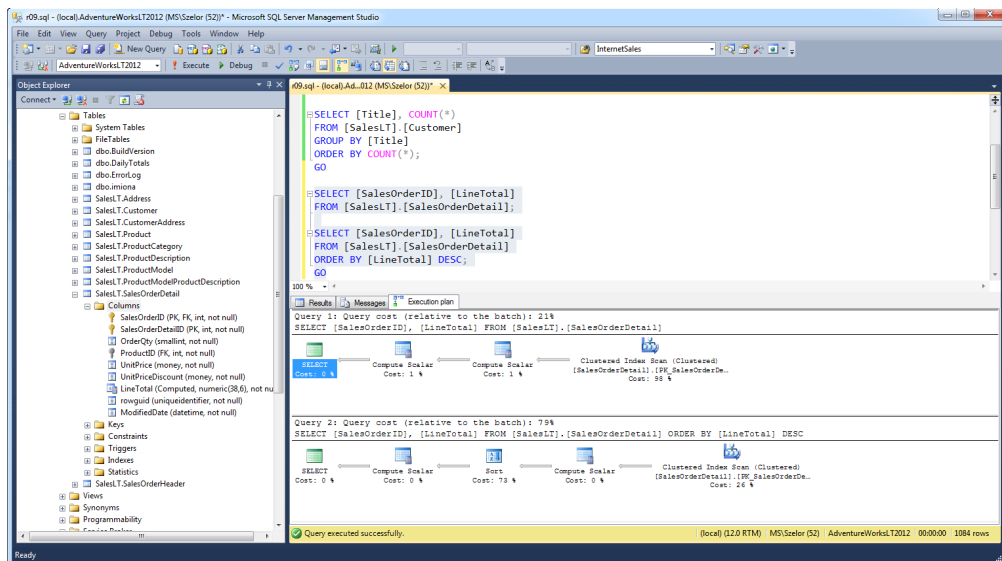 r09.sql - (local).AdventureWorksLT2012 (MS\Szelor (52))* - Microsoft SQL Server Management Studio
File Edit View Query Project Debug Tools Window Help
New Query InternetSales
AdventureWorksLT2012 Execute Debug
Object Explorer
Connect
Tables
System Tables
FileTables
dbo.BuildVersion
dbo.DailyTotals
dbo.ErrorLog
dbo.imiona
SalesLT.Address
SalesLT.Customer
SalesLT.CustomerAddress
SalesLT.Product
SalesLT.ProductCategory
SalesLT.ProductDescription
SalesLT.ProductModel
SalesLT.ProductModelProductDescription
SalesLT.SalesOrderDetail
Columns
SalesOrderID (PK, FK, int, not null)
SalesOrderDetailID (PK, int, not null)
OrderQty (smallint, not null)
ProductID (FK, int, not null)
UnitPrice (money, not null)
UnitPriceDiscount (money, not null)
LineTotal (Computed, numeric(38,6), not nu
rowguid (uniqueidentifier, not null)
ModifiedDate (datetime, not null)
Keys
Constraints
Triggers
Indexes
Statistics
SalesLT.SalesOrderHeader
Views
Synonyms
Programmability
r09.sql - (local).Ad...012 (MS\Szelor (52))*
SELECT [Title], COUNT(*)
FROM [SalesLT].[Customer]
GROUP BY [Title]
ORDER BY COUNT(*);
GO
SELECT [SalesOrderID], [LineTotal]
FROM [SalesLT].[SalesOrderDetail];
SELECT [SalesOrderID], [LineTotal]
FROM [SalesLT].[SalesOrderDetail]
ORDER BY [LineTotal] DESC;
GO
100 %
Results Messages Execution plan
Query 1: Query cost (relative to the batch): 21%
SELECT [SalesOrderID], [LineTotal] FROM [SalesLT].[SalesOrderDetail]
SELECT
Cost: 0 %
Compute Scalar
Cost: 1 %
Compute Scalar
Cost: 1 %
Clustered Index Scan (Clustered)
[SalesOrderDetail].[PK_SalesOrderDe...
Cost: 98 %
Query 2: Query cost (relative to the batch): 79%
SELECT [SalesOrderID], [LineTotal] FROM [SalesLT].[SalesOrderDetail] ORDER BY [LineTotal] DESC
SELECT
Cost: 0 %
Compute Scalar
Cost: 0 %
Sort
Cost: 73 %
Compute Scalar
Cost: 0 %
Clustered Index Scan (Clustered)
[SalesOrderDetail].[PK_SalesOrderDe...
Cost: 26 %
Query executed successfully. (local) (12.0 RTM) MS\Szelor (52) AdventureWorksLT2012 00:00:00 1084 rows
Ready